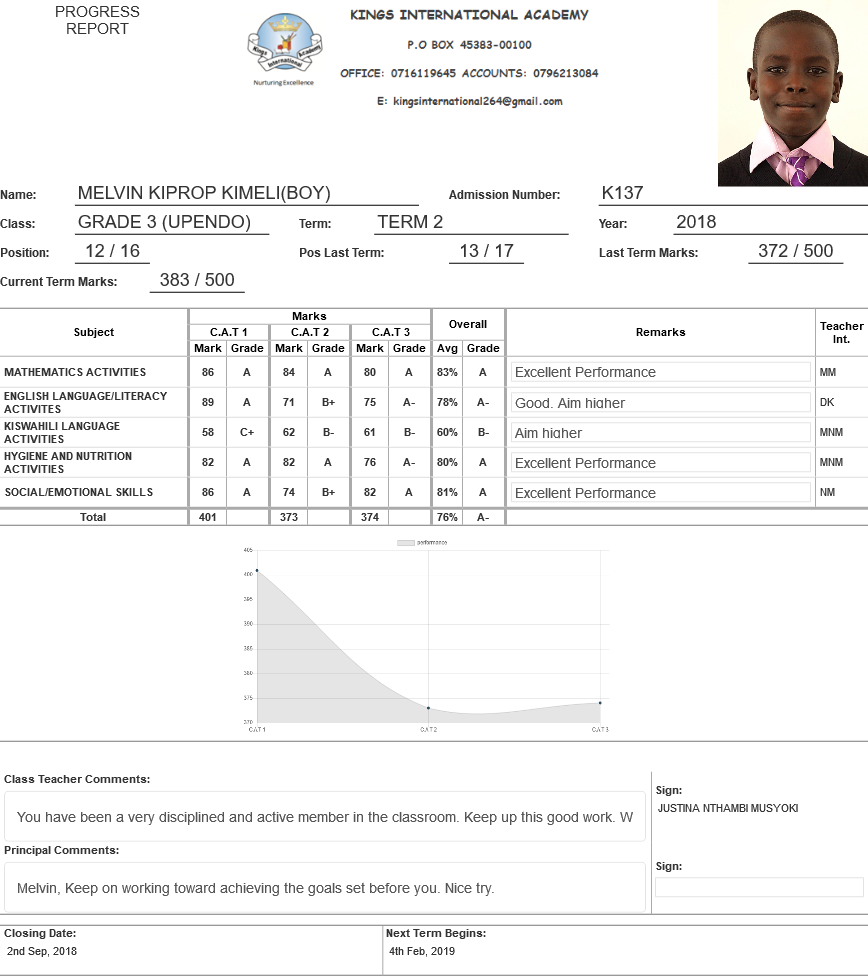 PROGRESS
REPORT
KINGS INTERNATIONAL ACADEMY
P.O BOX 45383-00100
OFFICE: 0716119645 ACCOUNTS: 0796213084
E: kingsinternational264@gmail.com
Kings International Academy
Nurturing Excellence
Name: MELVIN KIPROP KIMELI(BOY) Admission Number: K137
Class: GRADE 3 (UPENDO) Term: TERM 2 Year: 2018
Position: 12 / 16 Pos Last Term: 13 / 17 Last Term Marks: 372 / 500
Current Term Marks: 383 / 500
Subject Marks Overall Remarks Teacher Int.
C.A.T 1 C.A.T 2 C.A.T 3
Mark Grade Mark Grade Mark Grade Avg Grade
MATHEMATICS ACTIVITIES 86 A 84 A 80 A 83% A Excellent Performance MM
ENGLISH LANGUAGE/LITERACY ACTIVITES 89 A 71 B+ 75 A- 78% A- Good. Aim higher DK
KISWAHILI LANGUAGE ACTIVITIES 58 C+ 62 B- 61 B- 60% B- Aim higher MNM
HYGIENE AND NUTRITION ACTIVITIES 82 A 82 A 76 A- 80% A Excellent Performance MNM
SOCIAL/EMOTIONAL SKILLS 86 A 74 B+ 82 A 81% A Excellent Performance NM
Total 401 373 374 76% A-
performance
405
400
395
390
385
380
375
370
CAT1 CAT2 CAT3
Class Teacher Comments:
You have been a very disciplined and active member in the classroom. Keep up this good work. W
Sign:
JUSTINA NTHAMBI MUSYOKI
Principal Comments:
Melvin, Keep on working toward achieving the goals set before you. Nice try.
Sign:
Closing Date: Next Term Begins:
2nd Sep, 2018 4th Feb, 2019